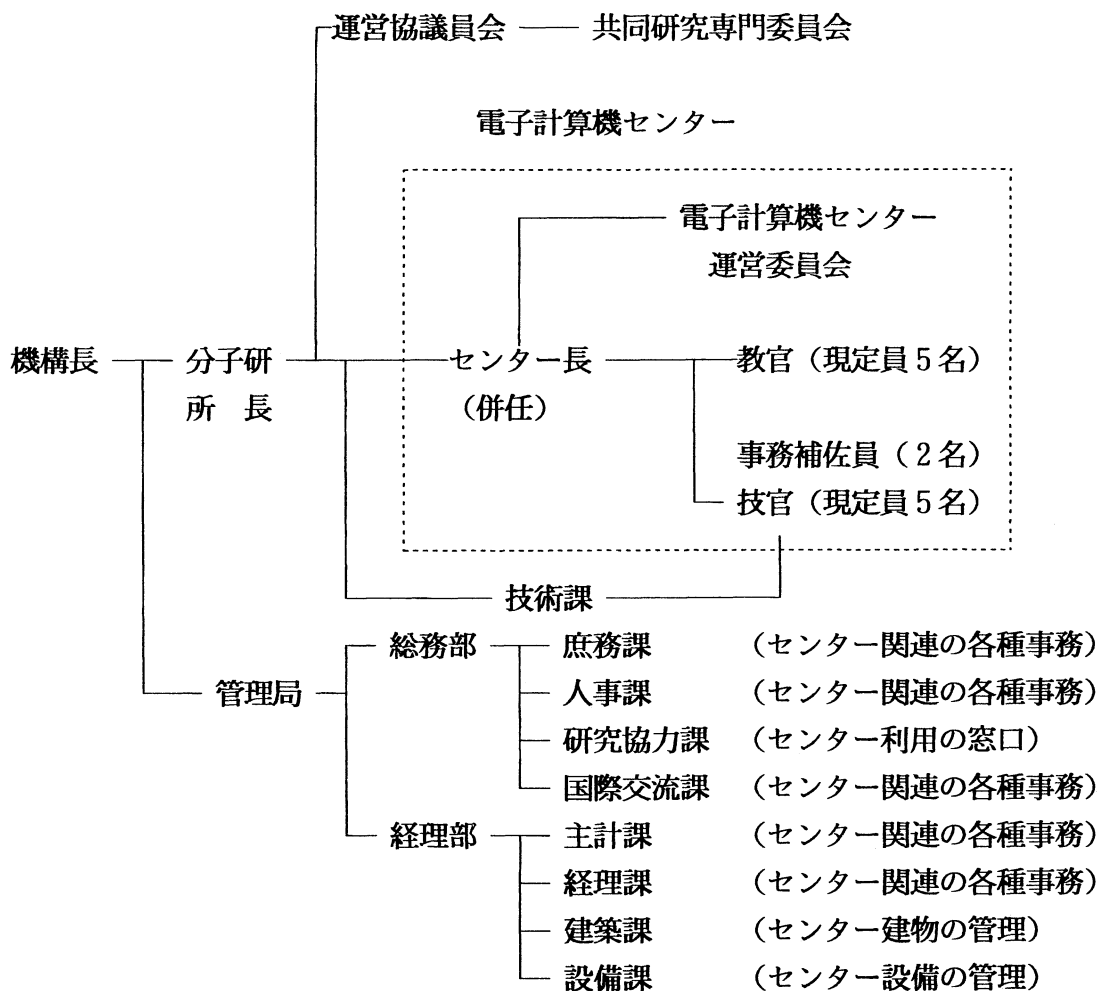 運営協議員会 共同研究専門委員会
電子計算機センター
電子計算機センター
運営委員会
機構長 分子研 センター長 教官（現定員5名）
所 長 （併任）
事務補佐員（2名）
技官（現定員5名）
技術課
総務部 庶務課 （センター関連の各種事務）
管理局 人事課 （センター関連の各種事務）
研究協力課 （センター利用の窓口）
国際交流課 （センター関連の各種事務）
経理部 主計課 （センター関連の各種事務）
経理課 （センター関連の各種事務）
建築課 （センター建物の管理）
設備課 （センター設備の管理）